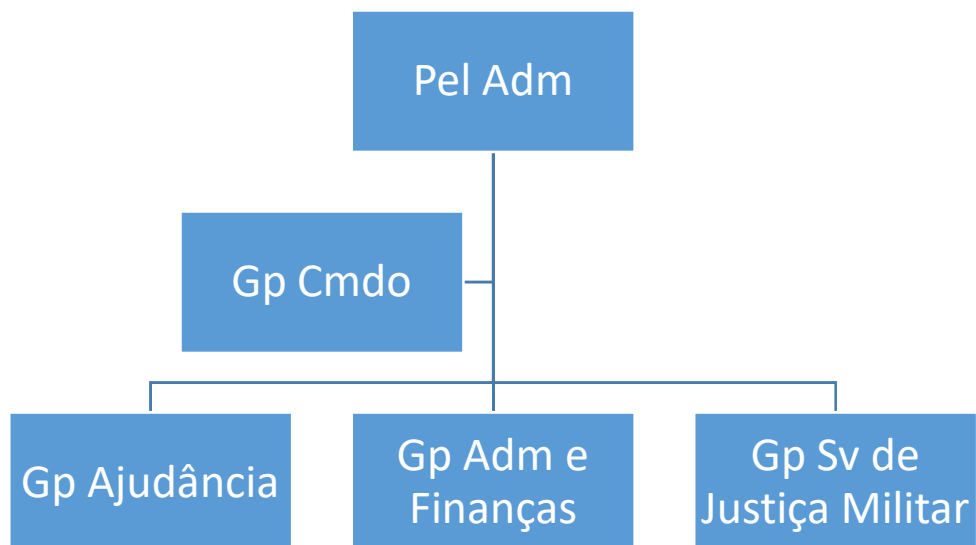 Pel Adm
Gp Cmdo
Gp Ajudância
Gp Adm e
Finanças
Gp Sv de
Justiça Militar